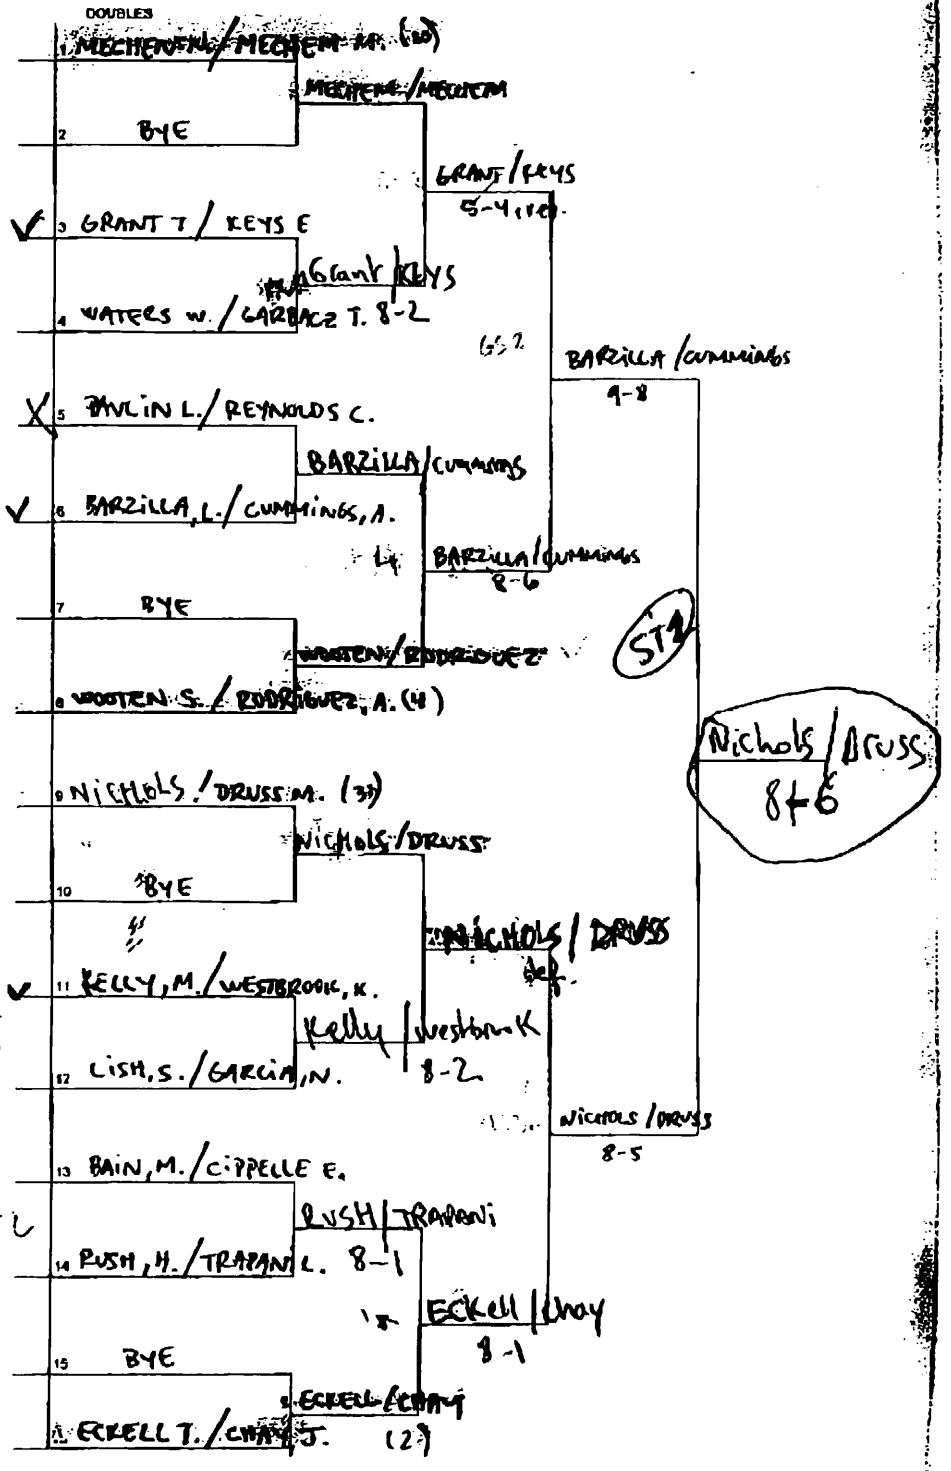 DOUBLES
1 MECHEM / MECHEM M.
MECHEM / MECHEM
2 BYE
GRANT / KEYS
5-4, ret.
3 GRANT T / KEYS E
Grant / KEYS
8-2
4 WATERS W. / GARBACZ T.
BARZILLA / CUMMINGS
9-8
5 PAVLIN L. / REYNOLDS C.
BARZILLA / CUMMINGS
6 BARZILLA, L. / CUMMINGS, A.
BARZILLA / CUMMINGS
8-6
7 BYE
WOOTEN / RODRIGUEZ
8 WOOTEN S. / RODRIGUEZ, A. (4)
Nichols / Druss
8-6
9 NICHOLS / DRUSS M.
NICHOLS / DRUSS
10 BYE
NICHOLS / DRUSS
def.
11 KELLY, M. / WESTBROOK, K.
Kelly / Westbrook
8-2
12 LISH, S. / GARCIA, N.
NICHOLS / DRUSS
8-5
13 BAIN, M. / CIPPELLE E.
RUSH / TRAPANI
8-1
14 RUSH, H. / TRAPANI L.
ECKell / Chay
8-1
15 BYE
ECKELL / CHAY
(2)
ECKELL T. / CHAY J.